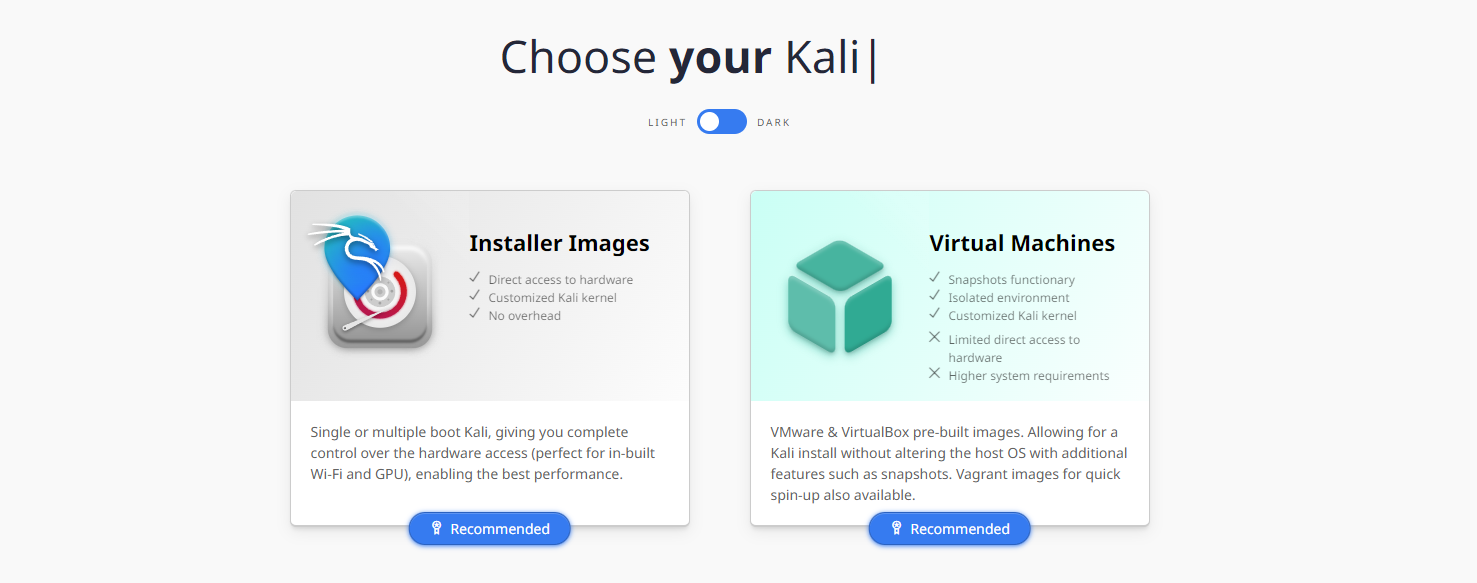 Choose your Kali|
LIGHT DARK
Installer Images
Direct access to hardware
Customized Kali kernel
No overhead
Single or multiple boot Kali, giving you complete
control over the hardware access (perfect for in-built
Wi-Fi and GPU), enabling the best performance.
Recommended
Virtual Machines
Snapshots functionary
Isolated environment
Customized Kali kernel
Limited direct access to
hardware
Higher system requirements
VMware & VirtualBox pre-built images. Allowing for a
Kali install without altering the host OS with additional
features such as snapshots. Vagrant images for quick
spin-up also available.
Recommended